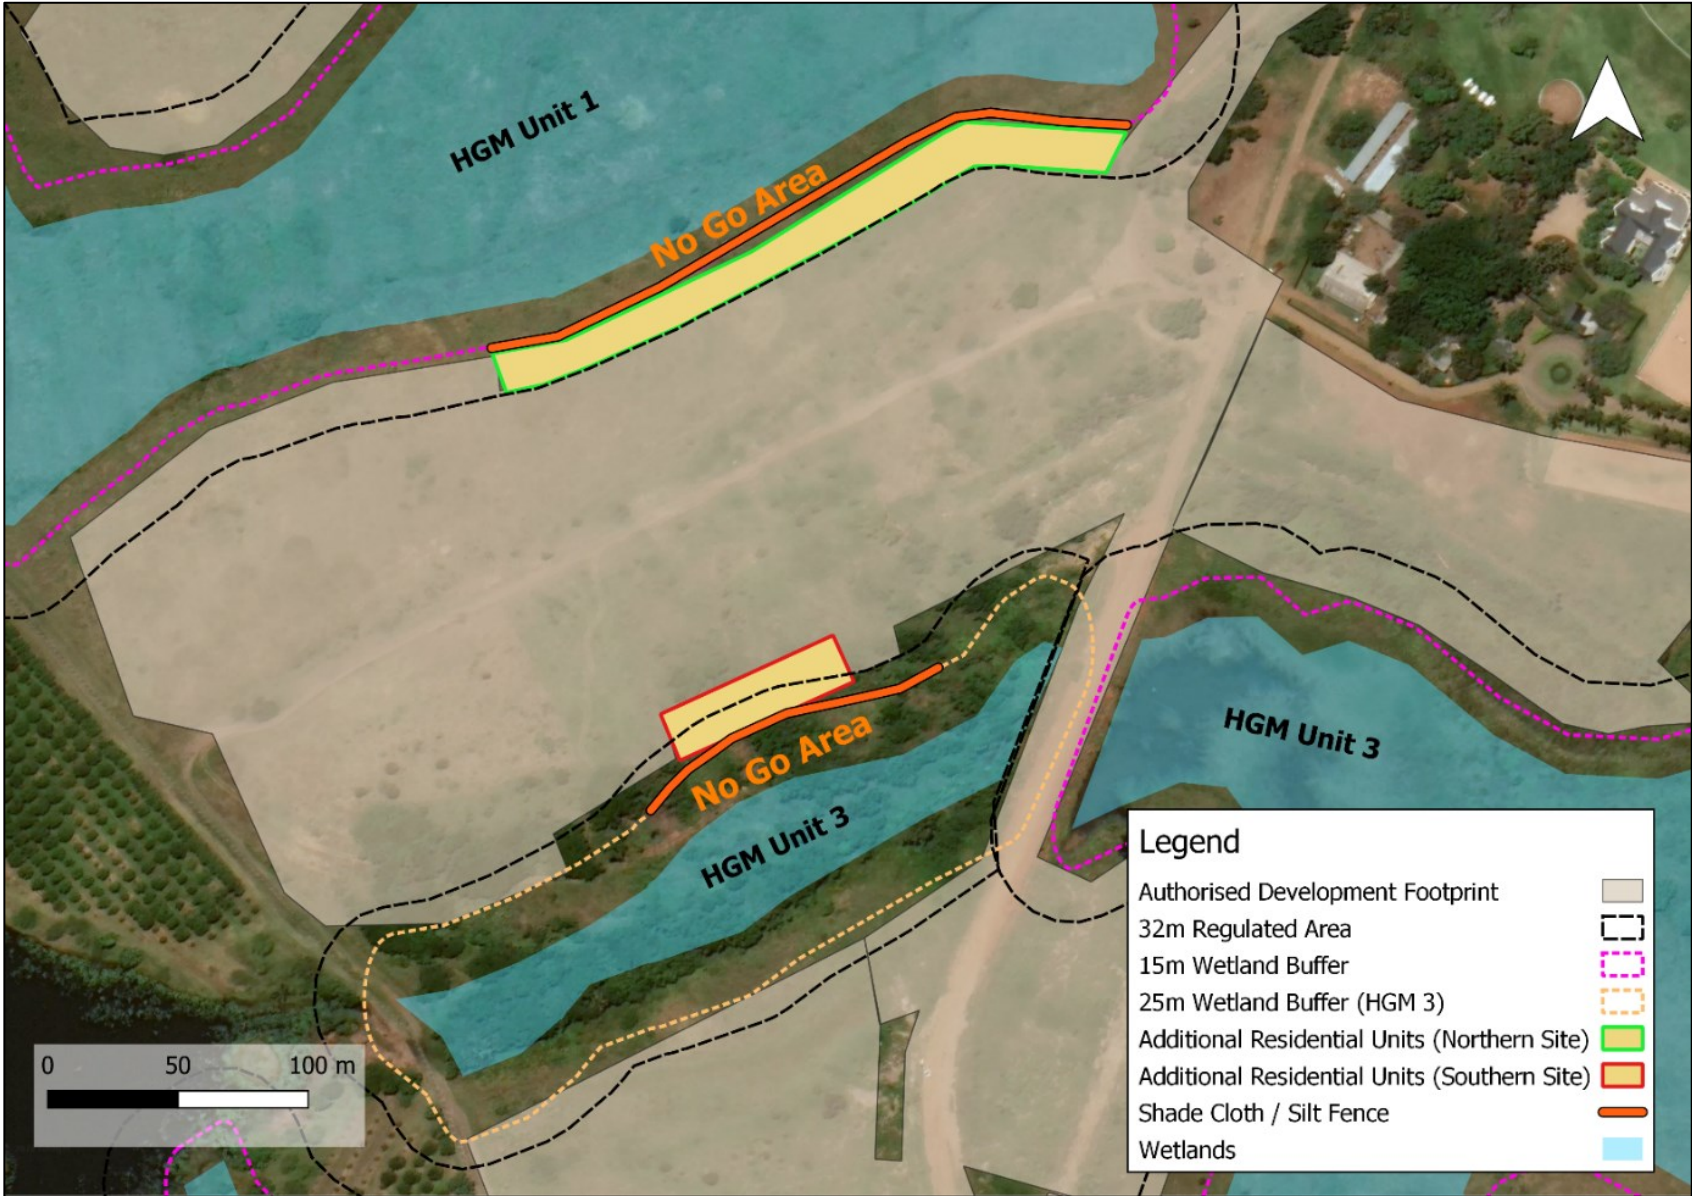 HGM Unit 1
No Go Area
No Go Area
HGM Unit 3
HGM Unit 3
0 50 100 m
Legend
Authorised Development Footprint
32m Regulated Area
15m Wetland Buffer
25m Wetland Buffer (HGM 3)
Additional Residential Units (Northern Site)
Additional Residential Units (Southern Site)
Shade Cloth / Silt Fence
Wetlands